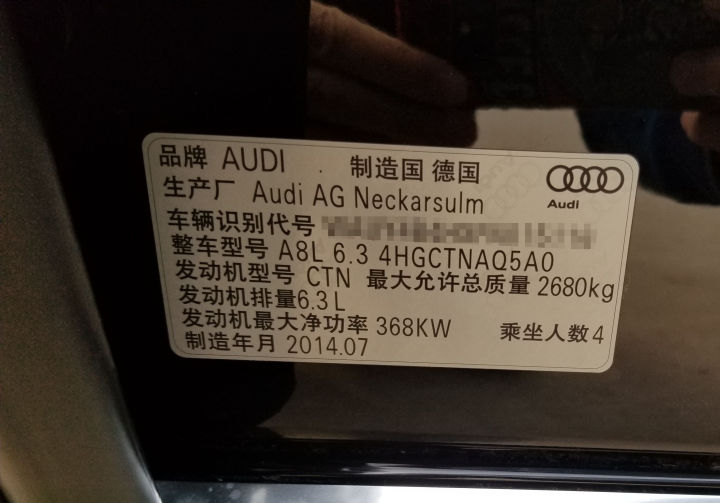 品牌 AUDI 制造国 德国
生产厂 Audi AG Neckarsulm
Audi
车辆识别代号
整车型号 A8L 6.3 4HGCTNAQ5A0
发动机型号 CTN 最大允许总质量 2680kg
发动机排量6.3L
发动机最大净功率 368KW 乘坐人数4
制造年月 2014.07